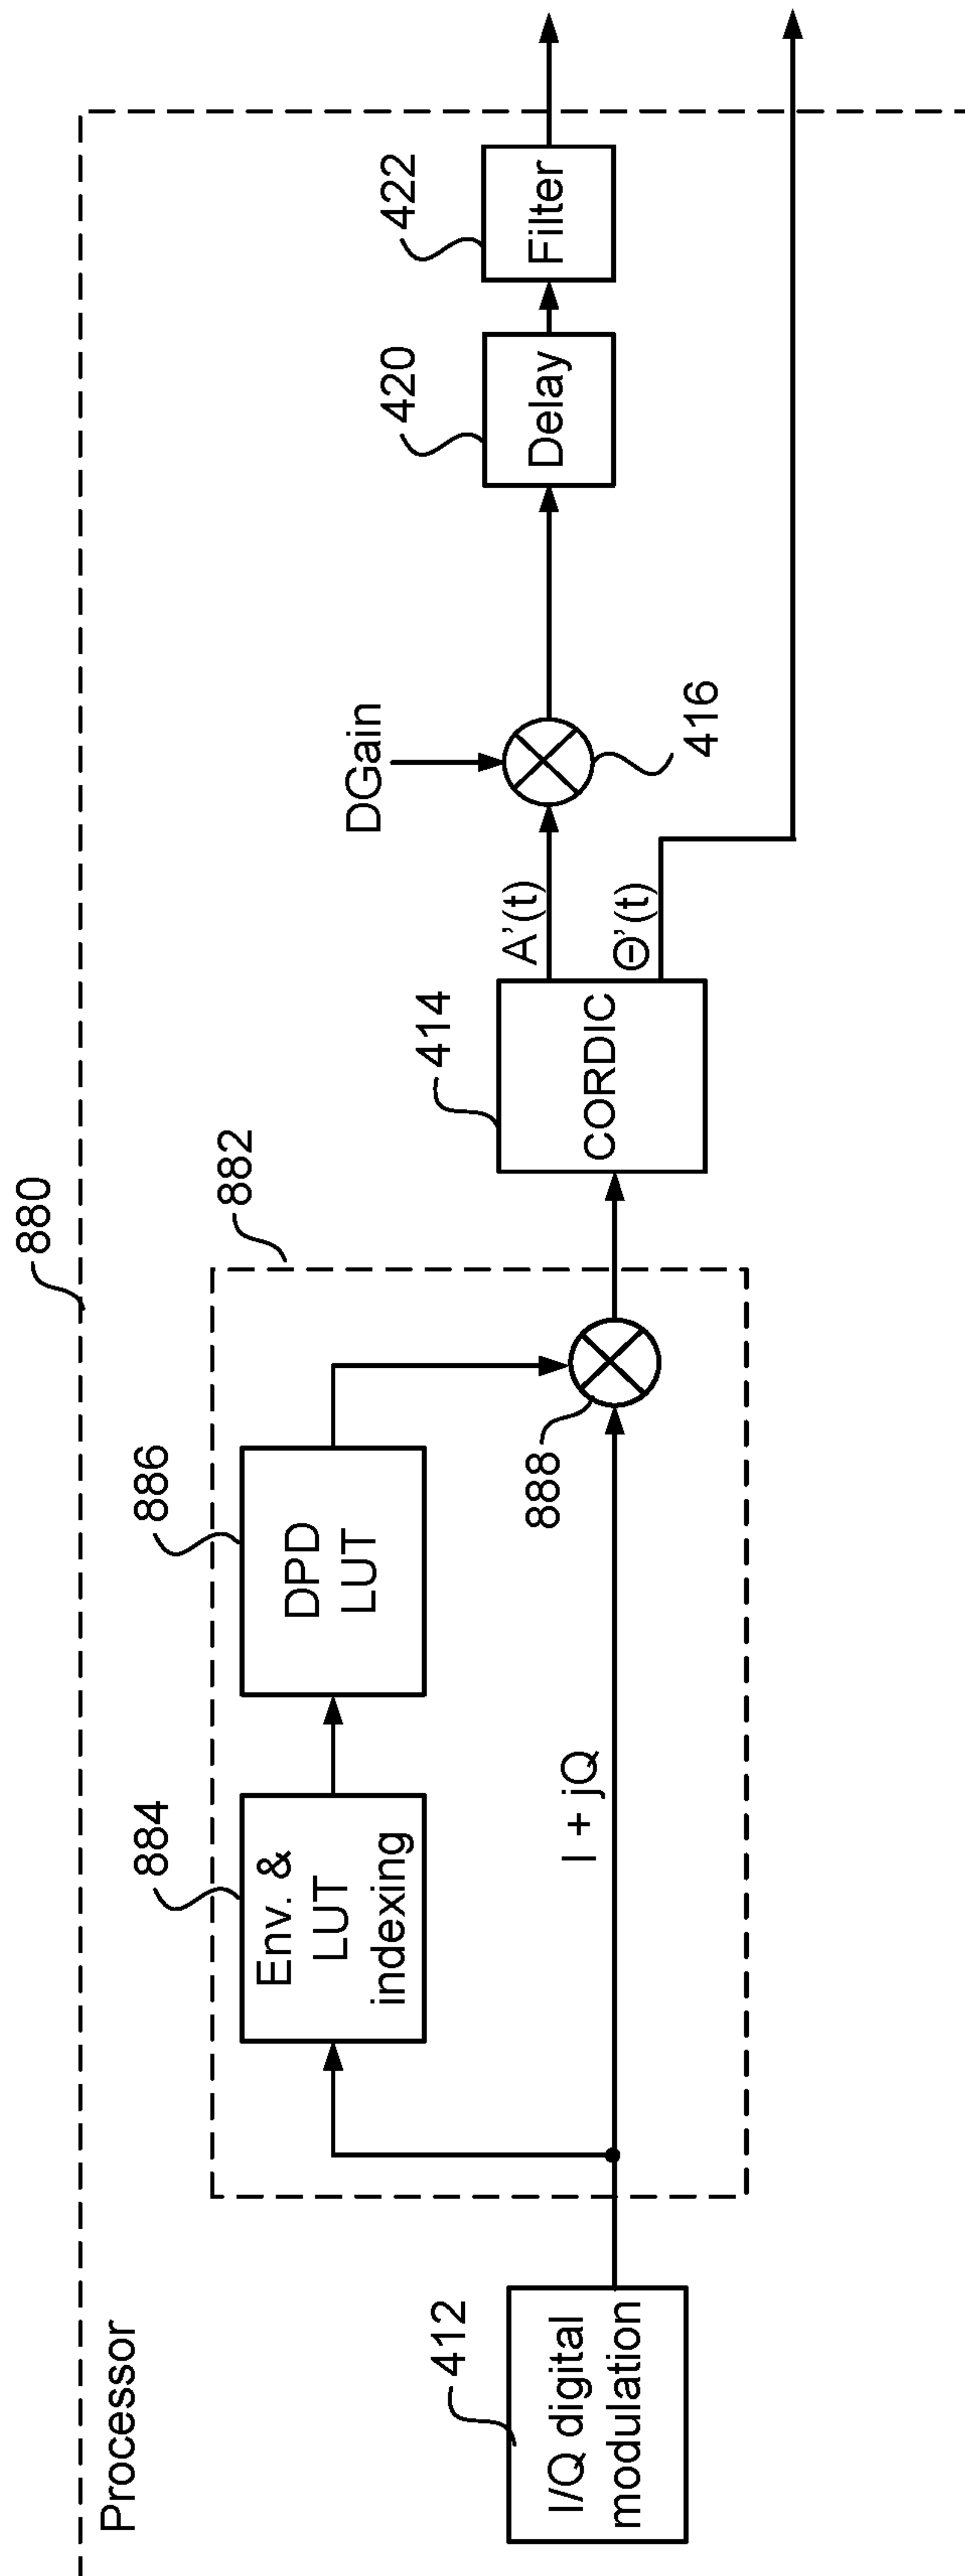 880
Processor
882
884
886
Env. &
LUT
indexing
DPD
LUT
888
I + jQ
412
I/Q digital
modulation
414
CORDIC
A'(t)
Θ'(t)
DGain
416
420
Delay
422
Filter